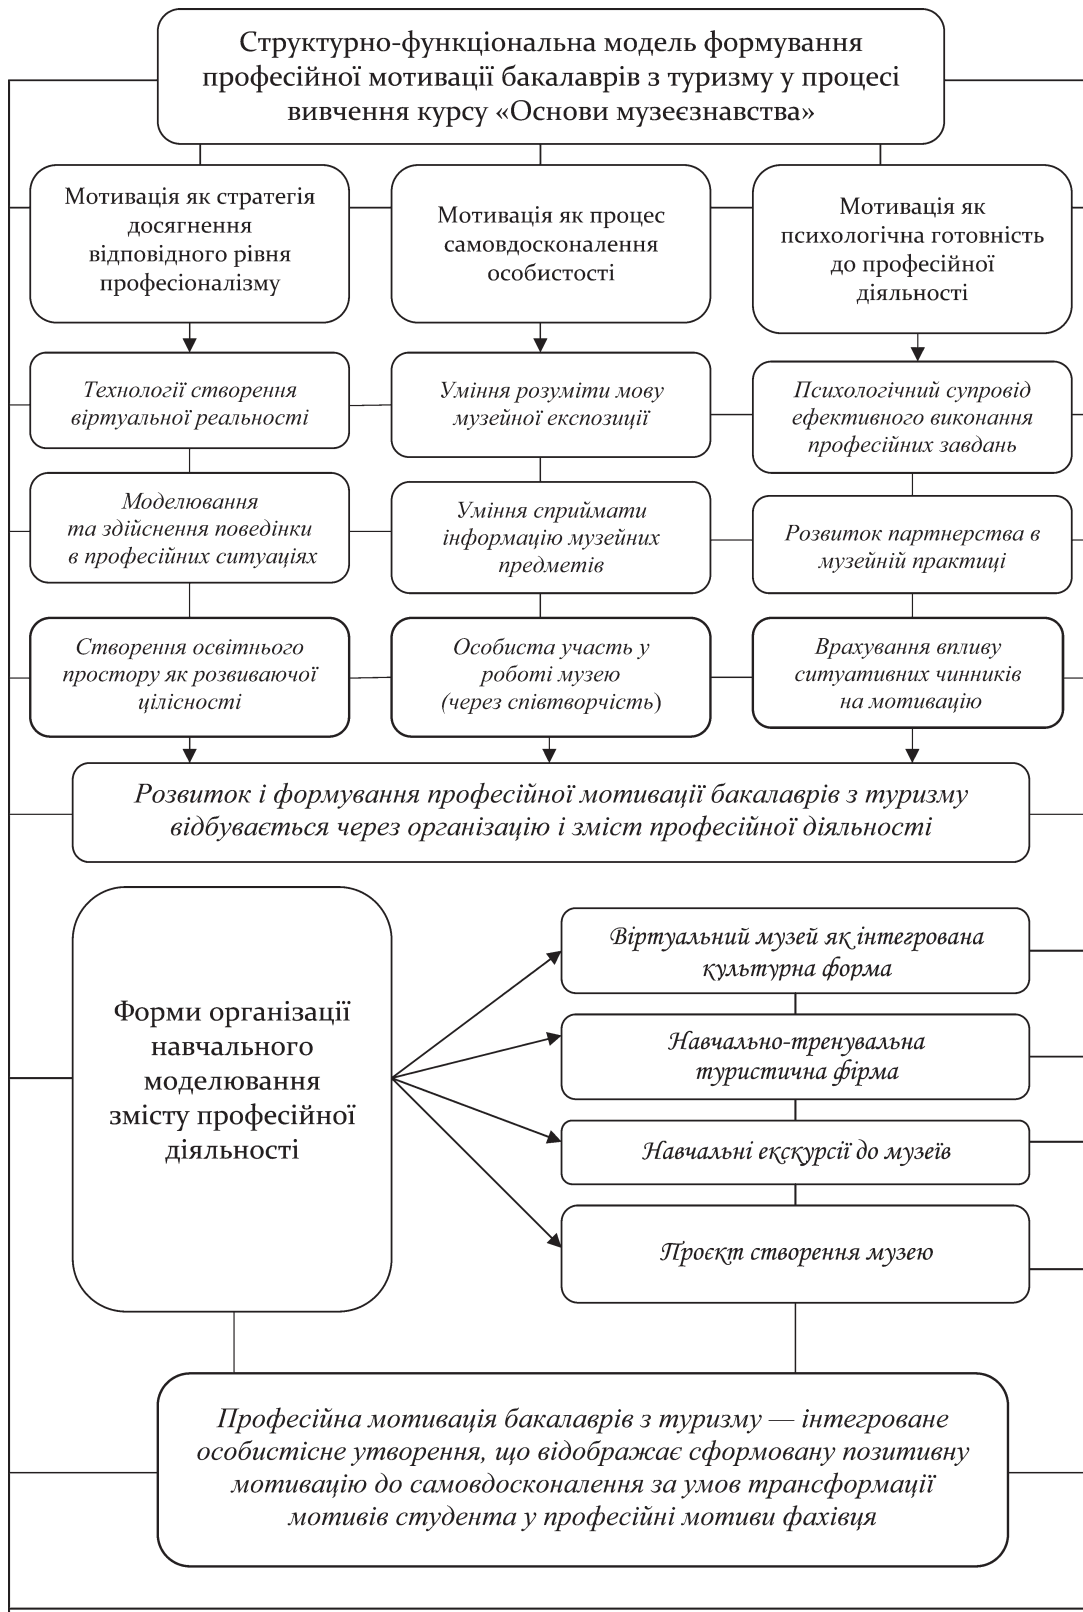 Структурно-функціональна модель формування
професійної мотивації бакалаврів з туризму у процесі
вивчення курсу «Основи музеєзнавства»
Мотивація як стратегія
досягнення
відповідного рівня
професіоналізму
Мотивація як процес
самовдосконалення
особистості
Мотивація як
психологічна готовність
до професійної
діяльності
Технології створення
віртуальної реальності
Уміння розуміти мову
музейної експозиції
Психологічний супровід
ефективного виконання
професійних завдань
Моделювання
та здійснення поведінки
в професійних ситуаціях
Уміння сприймати
інформацію музейних
предметів
Розвиток партнерства в
музейній практиці
Створення освітнього
простору як розвиваючої
цілісності
Особиста участь у
роботі музею
(через співтворчість)
Врахування впливу
ситуативних чинників
на мотивацію
Розвиток і формування професійної мотивації бакалаврів з туризму
відбувається через організацію і зміст професійної діяльності
Форми організації
навчального
моделювання
змісту професійної
діяльності
Віртуальний музей як інтегрована
культурна форма
Навчально-тренувальна
туристична фірма
Навчальні екскурсії до музеїв
Проєкт створення музею
Професійна мотивація бакалаврів з туризму — інтегроване
особистісне утворення, що відображає сформовану позитивну
мотивацію до самовдосконалення за умов трансформації
мотивів студента у професійні мотиви фахівця